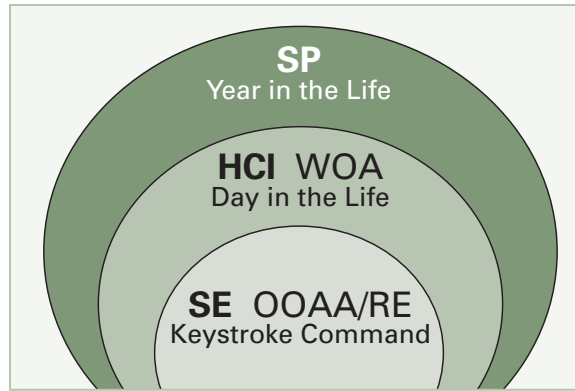 SP
Year in the Life
HCI WOA
Day in the Life
SE OOAA/RE
Keystroke Command